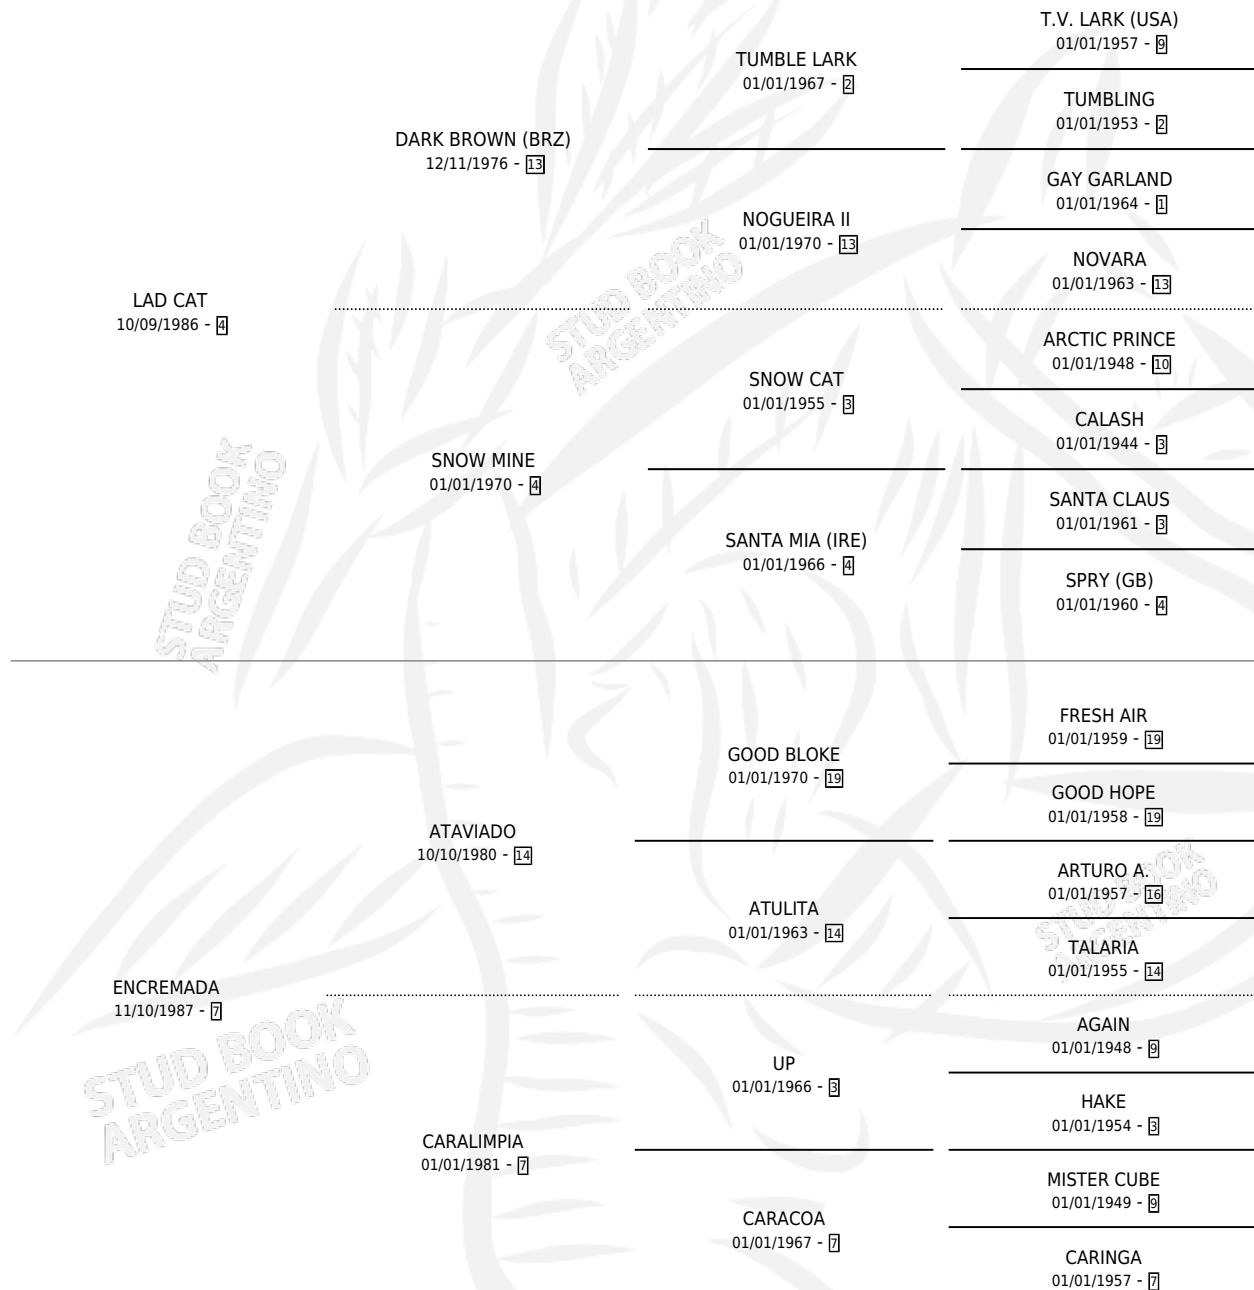 T.V. LARK (USA)
01/01/1957 - 9
TUMBLE LARK
01/01/1967 - 2
TUMBLING
01/01/1953 - 2
DARK BROWN (BRZ)
12/11/1976 - 13
GAY GARLAND
01/01/1964 - 1
NOGUEIRA II
01/01/1970 - 13
NOVARA
01/01/1963 - 13
LAD CAT
10/09/1986 - 4
ARCTIC PRINCE
01/01/1948 - 10
SNOW CAT
01/01/1955 - 3
CALASH
01/01/1944 - 3
SNOW MINE
01/01/1970 - 4
SANTA CLAUS
01/01/1961 - 3
SANTA MIA (IRE)
01/01/1966 - 4
SPRY (GB)
01/01/1960 - 4
FRESH AIR
01/01/1959 - 19
GOOD BLOKE
01/01/1970 - 19
GOOD HOPE
01/01/1958 - 19
ATAVIADO
10/10/1980 - 14
ARTURO A.
01/01/1957 - 16
ATULITA
01/01/1963 - 14
TALARIA
01/01/1955 - 14
ENCREMADA
11/10/1987 - 7
AGAIN
01/01/1948 - 9
UP
01/01/1966 - 3
HAKE
01/01/1954 - 3
CARALIMPIA
01/01/1981 - 7
MISTER CUBE
01/01/1949 - 9
CARACOA
01/01/1967 - 7
CARINGA
01/01/1957 - 7
STUD BOOK
ARGENTINO
STUD BOOK
ARGENTINO
STUD BOOK
ARGENTINO
STUD BOOK
ARGENTINO